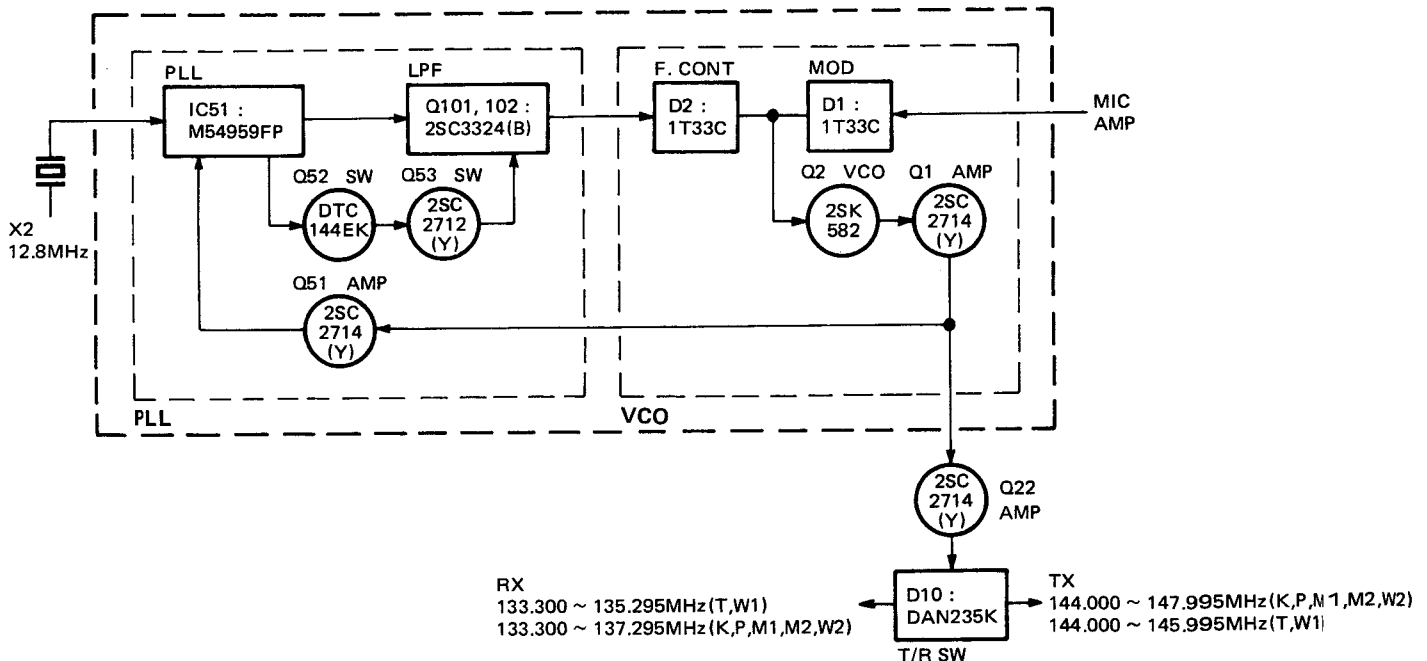 PLL
LPF
F. CONT
MOD
IC51 :
M54959FP
Q101, 102 :
2SC3324(B)
D2 :
1T33C
D1 :
1T33C
MIC
AMP
Q52 SW
Q53 SW
Q2 VCO
Q1 AMP
DTC
144EK
2SC
2712
(Y)
2SK
582
2SC
2714
(Y)
X2
12.8MHz
Q51 AMP
2SC
2714
(Y)
PLL
VCO
2SC
2714
(Y)
Q22
AMP
RX
133.300 ~ 135.295MHz(T,W1)
133.300 ~ 137.295MHz(K,P,M1,M2,W2)
D10 :
DAN235K
T/R SW
TX
144.000 ~ 147.995MHz(K,P,M1,M2,W2)
144.000 ~ 145.995MHz(T,W1)